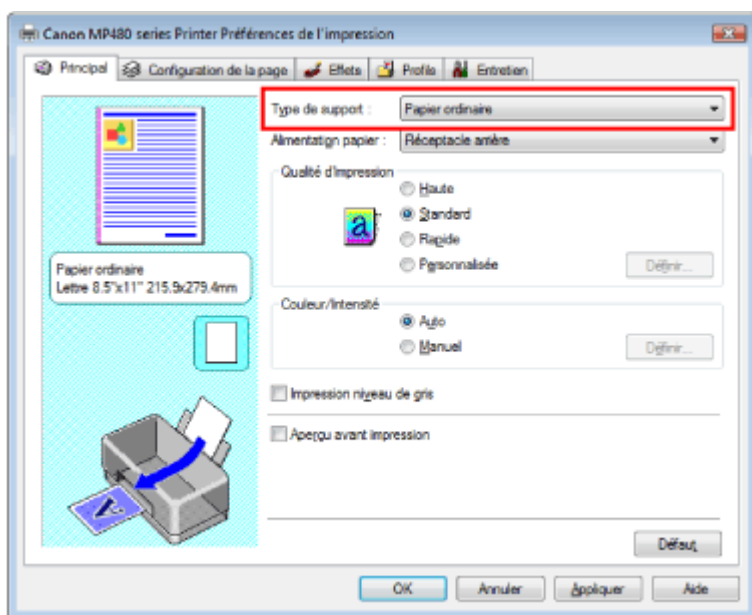 Canon MP480 series Printer Préférences de l'impression
Principal Configuration de la page Effets Profils Entretien
Type de support : Papier ordinaire
Alimentation papier : Réceptacle arrière
Qualité d'impression
Haute
Standard
Rapide
Personnalisée Définir...
Papier ordinaire
Lettre 8.5"x11" 215.9x279.4mm
Couleur/Intensité
Auto
Manuel Définir...
Impression niveau de gris
Aperçu avant impression
Défaut
OK Annuler Appliquer Aide